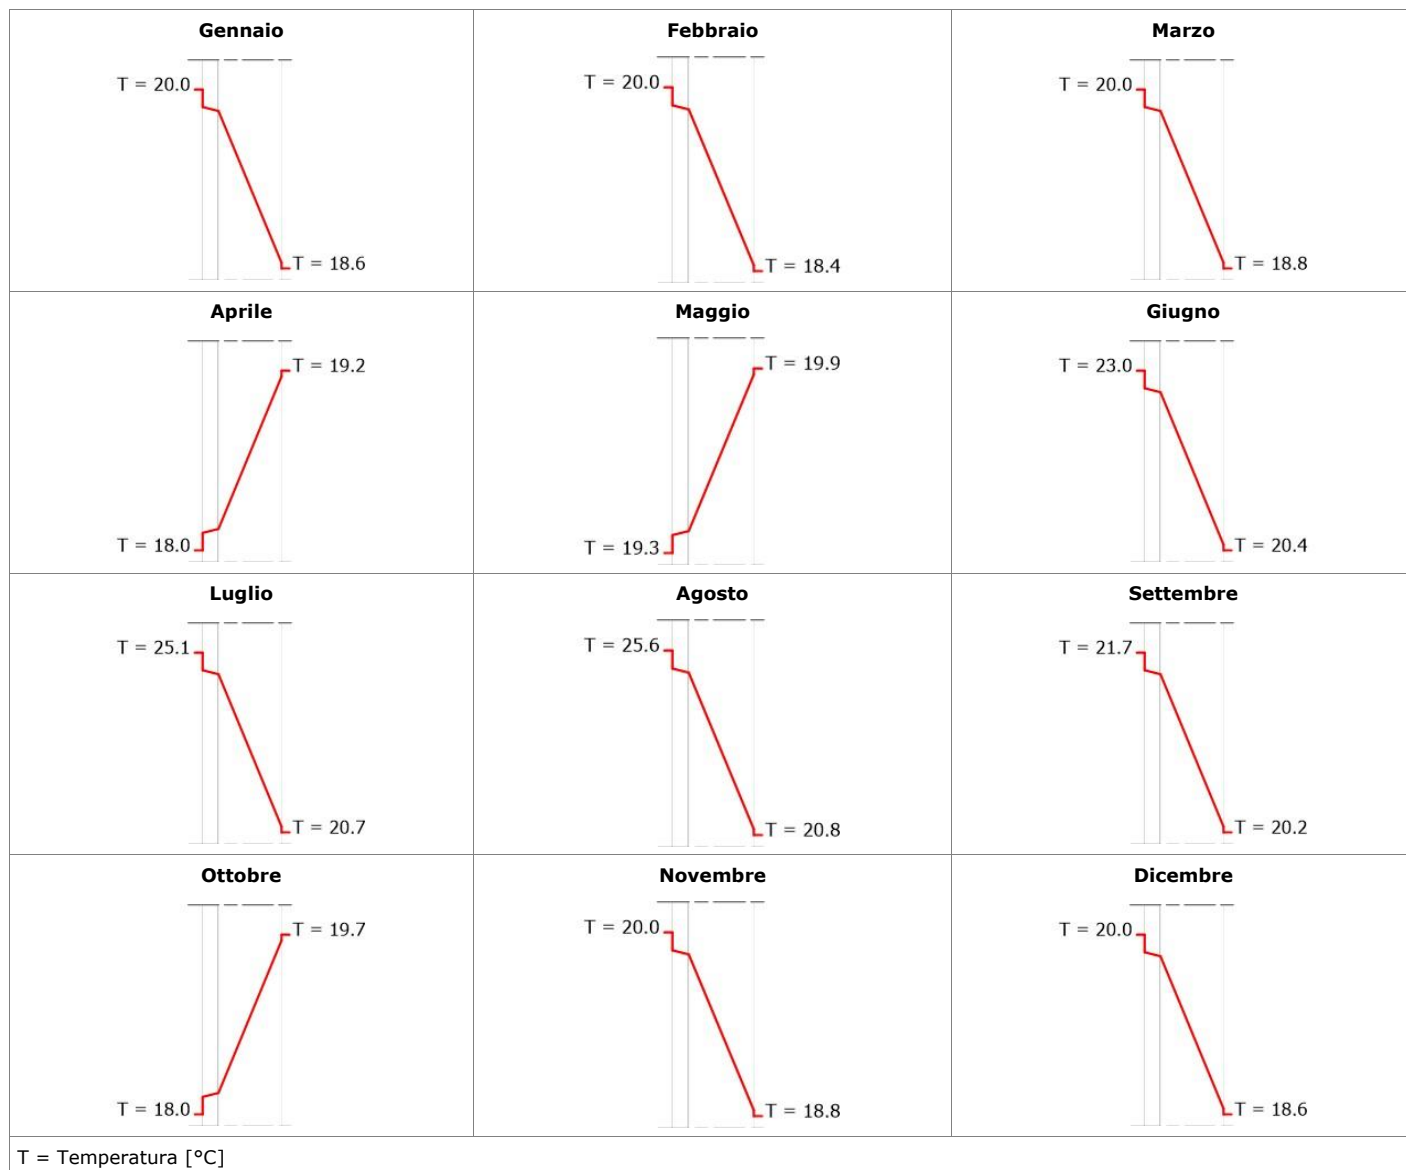 Gennaio
Febbraio
Marzo
T = 20.0
T = 18.6
T = 20.0
T = 18.4
T = 20.0
T = 18.8
Aprile
Maggio
Giugno
T = 19.2
T = 18.0
T = 19.9
T = 19.3
T = 23.0
T = 20.4
Luglio
Agosto
Settembre
T = 25.1
T = 20.7
T = 25.6
T = 20.8
T = 21.7
T = 20.2
Ottobre
Novembre
Dicembre
T = 19.7
T = 18.0
T = 20.0
T = 18.8
T = 20.0
T = 18.6
T = Temperatura [°C]